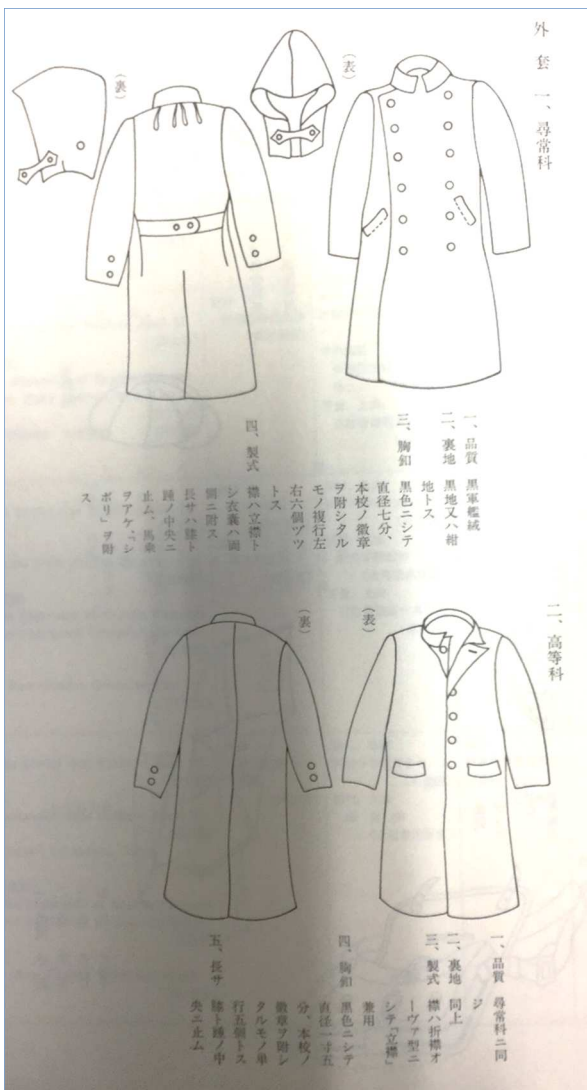 外套 一、尋常科
(表)
(裏)
一、品質 黒軍艦絨
二、裏地 黒地又ハ紺
地トス
三、胸釦 黒色ニシテ
直径七分、
本校ノ徽章
ヲ附シタル
モノ複行左
右六個ヅツ
トス
四、製式 襟ハ立襟ト
シ衣嚢ハ両
側ニ附ス
長サハ膝ト
踵ノ中央ニ
止ム、馬乗
ヲアケ、「シ
ボリ」ヲ附
ス
二、高等科
(表)
(裏)
一、品質 尋常科ニ同
ジ
二、裏地 同上
三、製式 襟ハ折襟オ
ーヴァ型ニ
シテ「立襟」
兼用
四、胸釦 黒色ニシテ
直径一寸五
分、本校ノ
徽章ヲ附シ
タルモノ単
行五個トス
五、長サ 膝ト踵ノ中
央ニ止ム